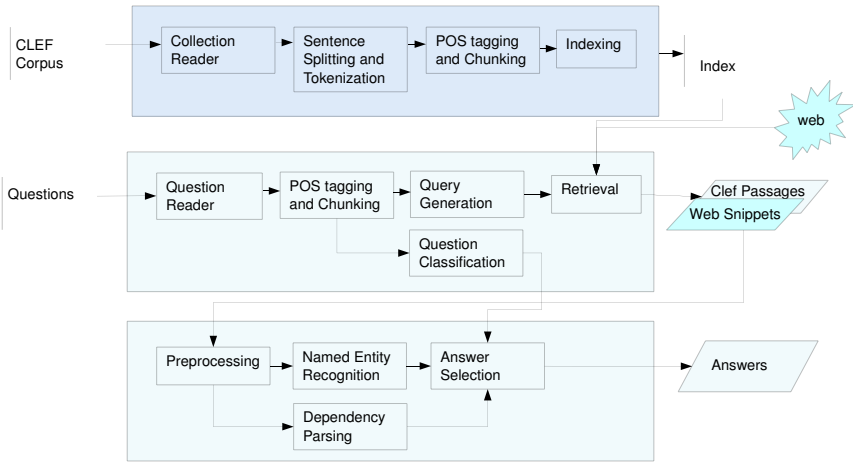 CLEF
Corpus
Collection
Reader
Sentence
Splitting and
Tokenization
POS tagging
and Chunking
Indexing
Index
web
Questions
Question
Reader
POS tagging
and Chunking
Query
Generation
Retrieval
Clef Passages
Web Snippets
Question
Classification
Preprocessing
Named Entity
Recognition
Answer
Selection
Answers
Dependency
Parsing